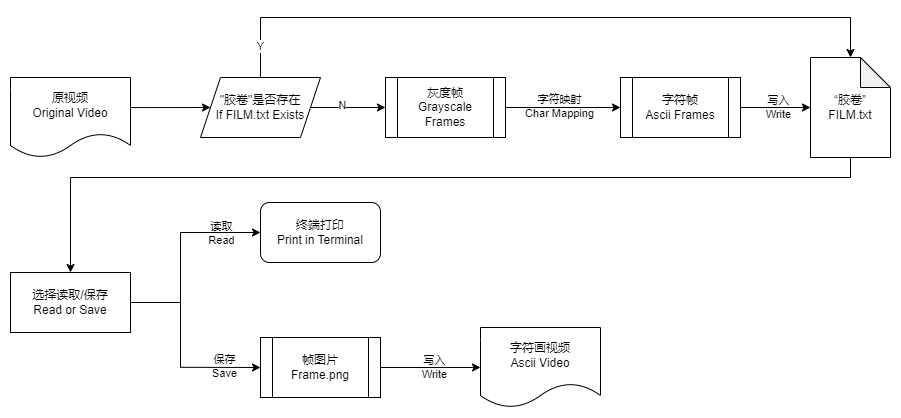 Y
原视频
Original Video
"胶卷"是否存在
If FILM.txt Exists
N
灰度帧
Grayscale
Frames
字符映射
Char Mapping
字符帧
Ascii Frames
写入
Write
“胶卷”
FILM.txt
读取
Read
终端打印
Print in Terminal
选择读取/保存
Read or Save
保存
Save
帧图片
Frame.png
写入
Write
字符画视频
Ascii Video